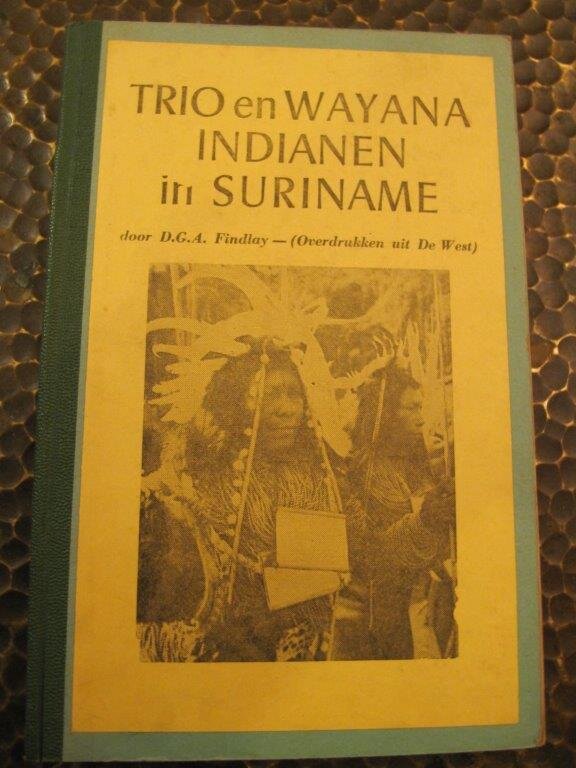 TRIO en WAYANA
INDIANEN
in SURINAME
door D.G.A. Findlay — (Overdrukken uit De West)